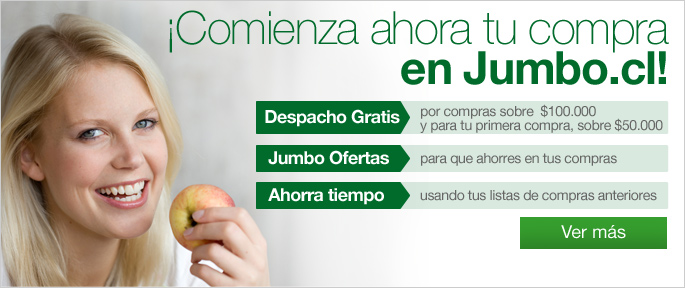 ¡Comienza ahora tu compra
en Jumbo.cl!
Despacho Gratis
por compras sobre $100.000
y para tu primera compra, sobre $50.000
Jumbo Ofertas
para que ahorres en tus compras
Ahorra tiempo
usando tus listas de compras anteriores
Ver más